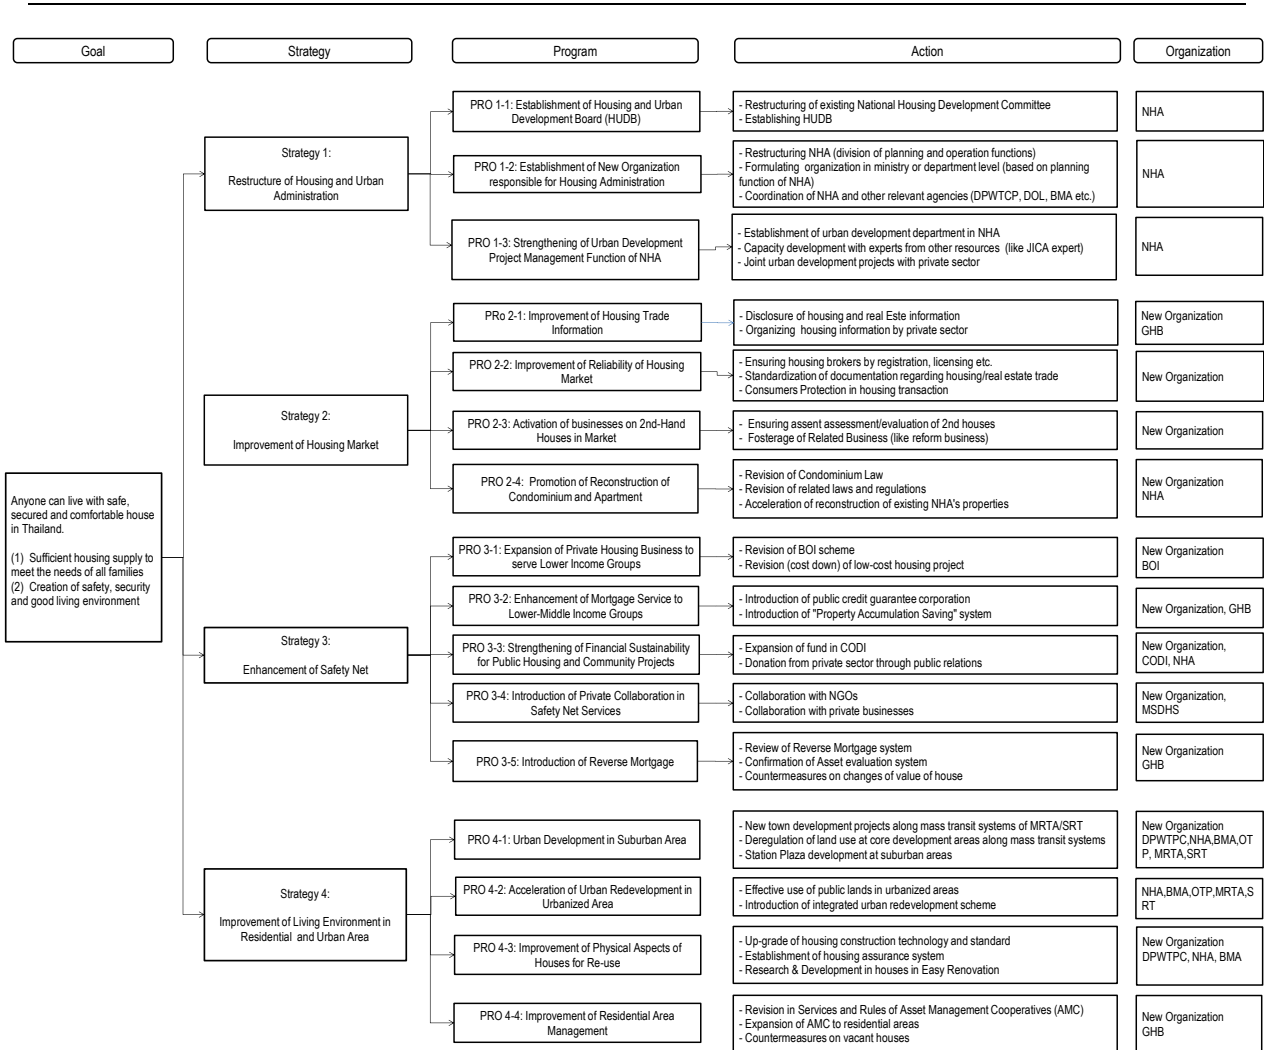 Goal
Strategy
Program
Action
Organization
Anyone can live with safe,
secured and comfortable house
in Thailand.
(1)  Sufficient housing supply to
meet the needs of all families
(2)  Creation of safety, security
and good living environment
Strategy 1:
Restructure of Housing and Urban
Administration
PRO 1-1: Establishment of Housing and Urban
Development Board (HUDB)
- Restructuring of existing National Housing Development Committee
- Establishing HUDB
NHA
PRO 1-2: Establishment of New Organization
responsible for Housing Administration
- Restructuring NHA (division of planning and operation functions)
- Formulating  organization in ministry or department level (based on planning
function of NHA)
- Coordination of NHA and other relevant agencies (DPWTCP, DOL, BMA etc.)
NHA
PRO 1-3: Strengthening of Urban Development
Project Management Function of NHA
- Establishment of urban development department in NHA
- Capacity development with experts from other resources  (like JICA expert)
- Joint urban development projects with private sector
NHA
Strategy 2:
Improvement of Housing Market
PRo 2-1: Improvement of Housing Trade
Information
- Disclosure of housing and real Este information
- Organizing  housing information by private sector
New Organization
GHB
PRO 2-2: Improvement of Reliability of Housing
Market
- Ensuring housing brokers by registration, licensing etc.
- Standardization of documentation regarding housing/real estate trade
- Consumers Protection in housing transaction
New Organization
PRO 2-3: Activation of businesses on 2nd-Hand
Houses in Market
-  Ensuring assent assessment/evaluation of 2nd houses
-  Fosterage of Related Business (like reform business)
New Organization
PRO 2-4:  Promotion of Reconstruction of
Condominium and Apartment
- Revision of Condominium Law
- Revision of related laws and regulations
- Acceleration of reconstruction of existing NHA's properties
New Organization
NHA
Strategy 3:
Enhancement of Safety Net
PRO 3-1: Expansion of Private Housing Business to
serve Lower Income Groups
- Revision of BOI scheme
- Revision (cost down) of low-cost housing project
New Organization
BOI
PRO 3-2: Enhancement of Mortgage Service to
Lower-Middle Income Groups
- Introduction of public credit guarantee corporation
- Introduction of "Property Accumulation Saving" system
New Organization, GHB
PRO 3-3: Strengthening of Financial Sustainability
for Public Housing and Community Projects
- Expansion of fund in CODI
- Donation from private sector through public relations
New Organization,
CODI, NHA
PRO 3-4: Introduction of Private Collaboration in
Safety Net Services
- Collaboration with NGOs
- Collaboration with private businesses
New Organization,
MSDHS
PRO 3-5: Introduction of Reverse Mortgage
- Review of Reverse Mortgage system
- Confirmation of Asset evaluation system
- Countermeasures on changes of value of house
New Organization
GHB
Strategy 4:
Improvement of Living Environment in
Residential  and Urban Area
PRO 4-1: Urban Development in Suburban Area
- New town development projects along mass transit systems of MRTA/SRT
- Deregulation of land use at core development areas along mass transit systems
- Station Plaza development at suburban areas
New Organization
DPWTPC,NHA,BMA,OT
P, MRTA,SRT
PRO 4-2: Acceleration of Urban Redevelopment in
Urbanized Area
- Effective use of public lands in urbanized areas
- Introduction of integrated urban redevelopment scheme
NHA,BMA,OTP,MRTA,S
RT
PRO 4-3: Improvement of Physical Aspects of
Houses for Re-use
- Up-grade of housing construction technology and standard
- Establishment of housing assurance system
- Research & Development in houses in Easy Renovation
New Organization
DPWTPC, NHA, BMA
PRO 4-4: Improvement of Residential Area
Management
- Revision in Services and Rules of Asset Management Cooperatives (AMC)
- Expansion of AMC to residential areas
- Countermeasures on vacant houses
New Organization
GHB